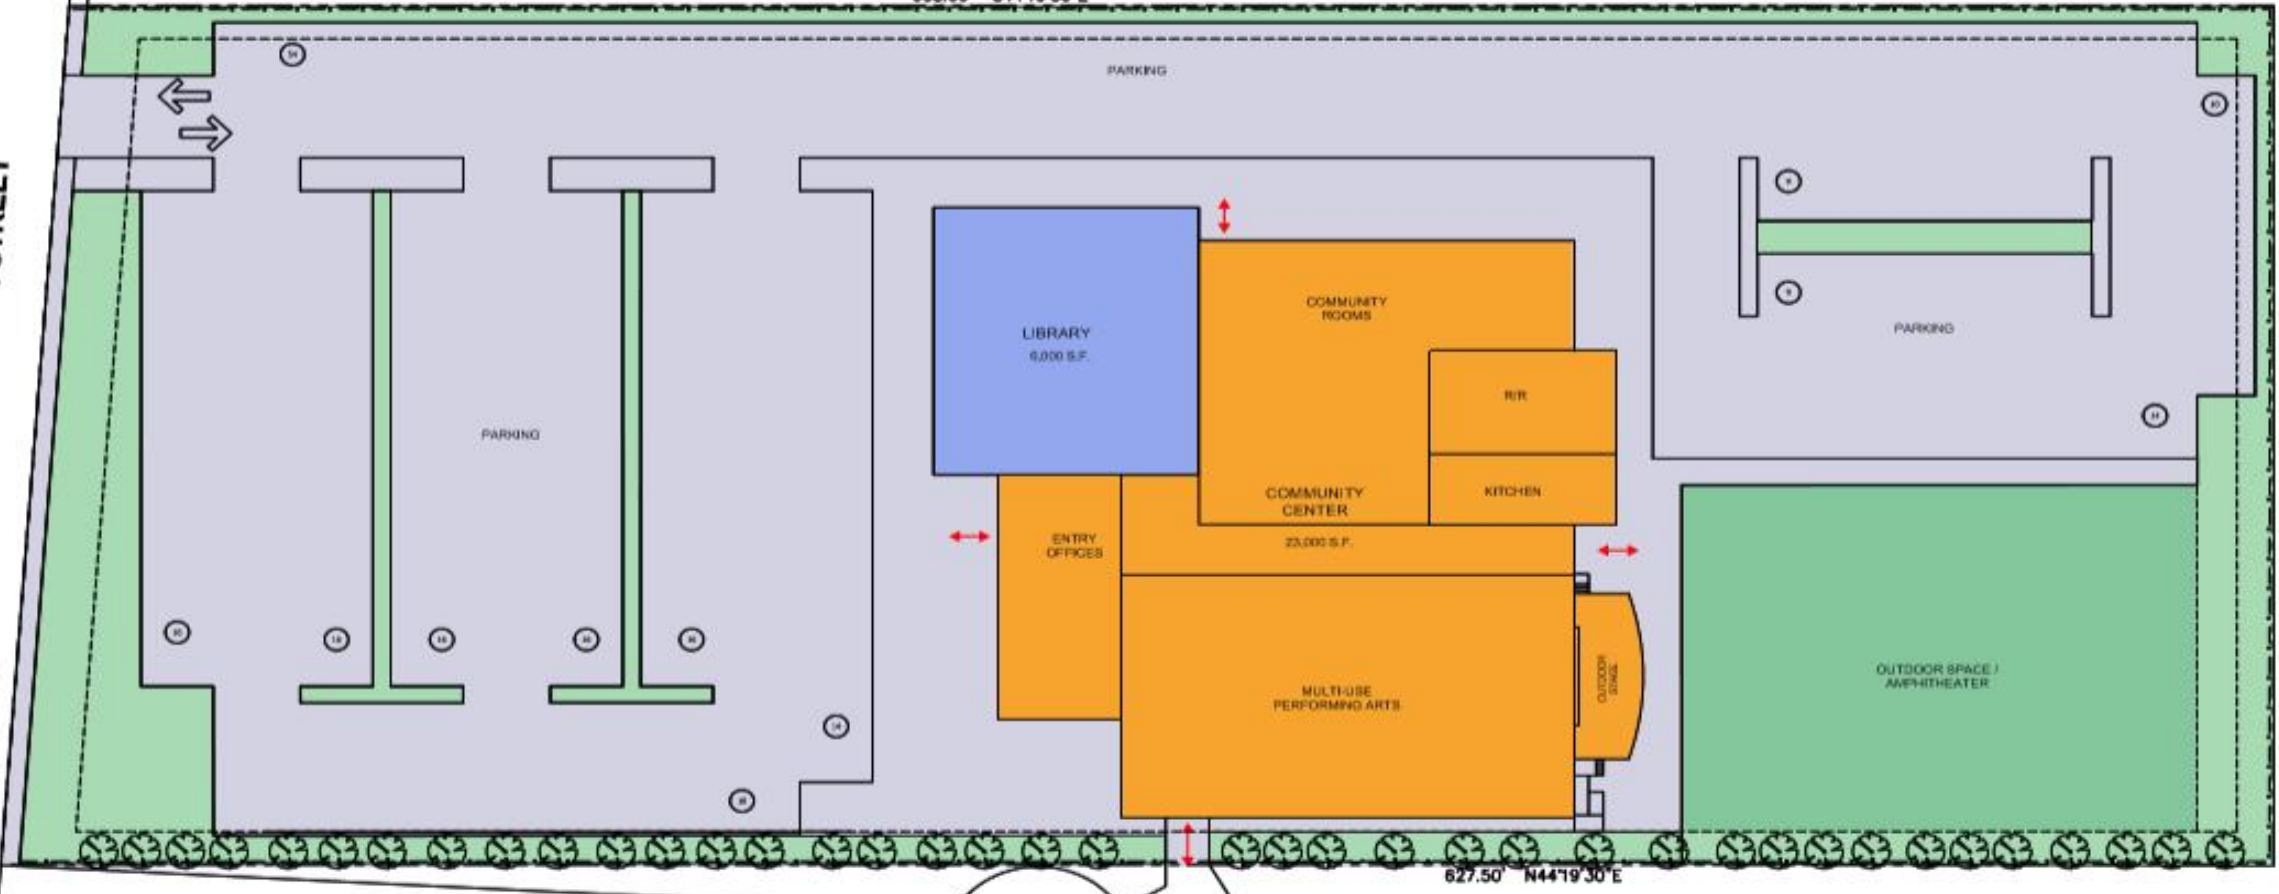 PARKING
COMMUNITY
ROOMS
LIBRARY
6,000 S.F.
PARKING
R/R
PARKING
KITCHEN
COMMUNITY
CENTER
23,000 S.F.
ENTRY
OFFICES
OUTDOOR
STAGE
OUTDOOR SPACE /
AMPHITHEATER
MULTI-USE
PERFORMING ARTS
627.50' N44°19'30"E